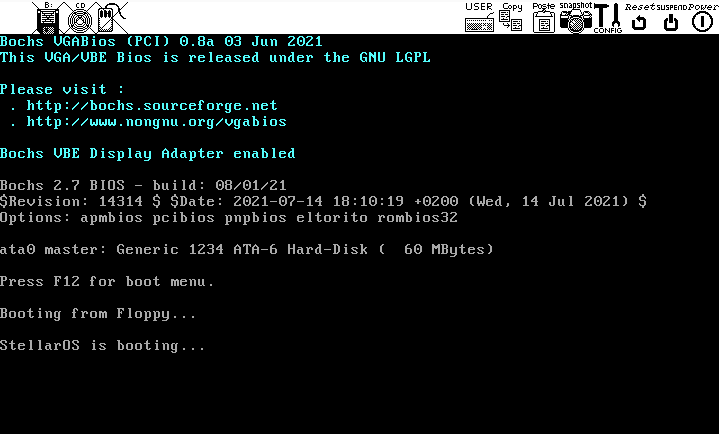 B:
CD
USER Copy Paste snapshot CONFIG Reset SUSPEND Power
Bochs VGABios (PCI) 0.8a 03 Jun 2021
This VGA/VBE Bios is released under the GNU LGPL
Please visit :
. http://bochs.sourceforge.net
. http://www.nongnu.org/vgabios
Bochs VBE Display Adapter enabled
Bochs 2.7 BIOS - build: 08/01/21
$Revision: 14314 $ $Date: 2021-07-14 18:10:19 +0200 (Wed, 14 Jul 2021) $
Options: apmbios pcibios pnpbios eltorito rombios32
ata0 master: Generic 1234 ATA-6 Hard-Disk (  60 MBytes)
Press F12 for boot menu.
Booting from Floppy...
StellarOS is booting...